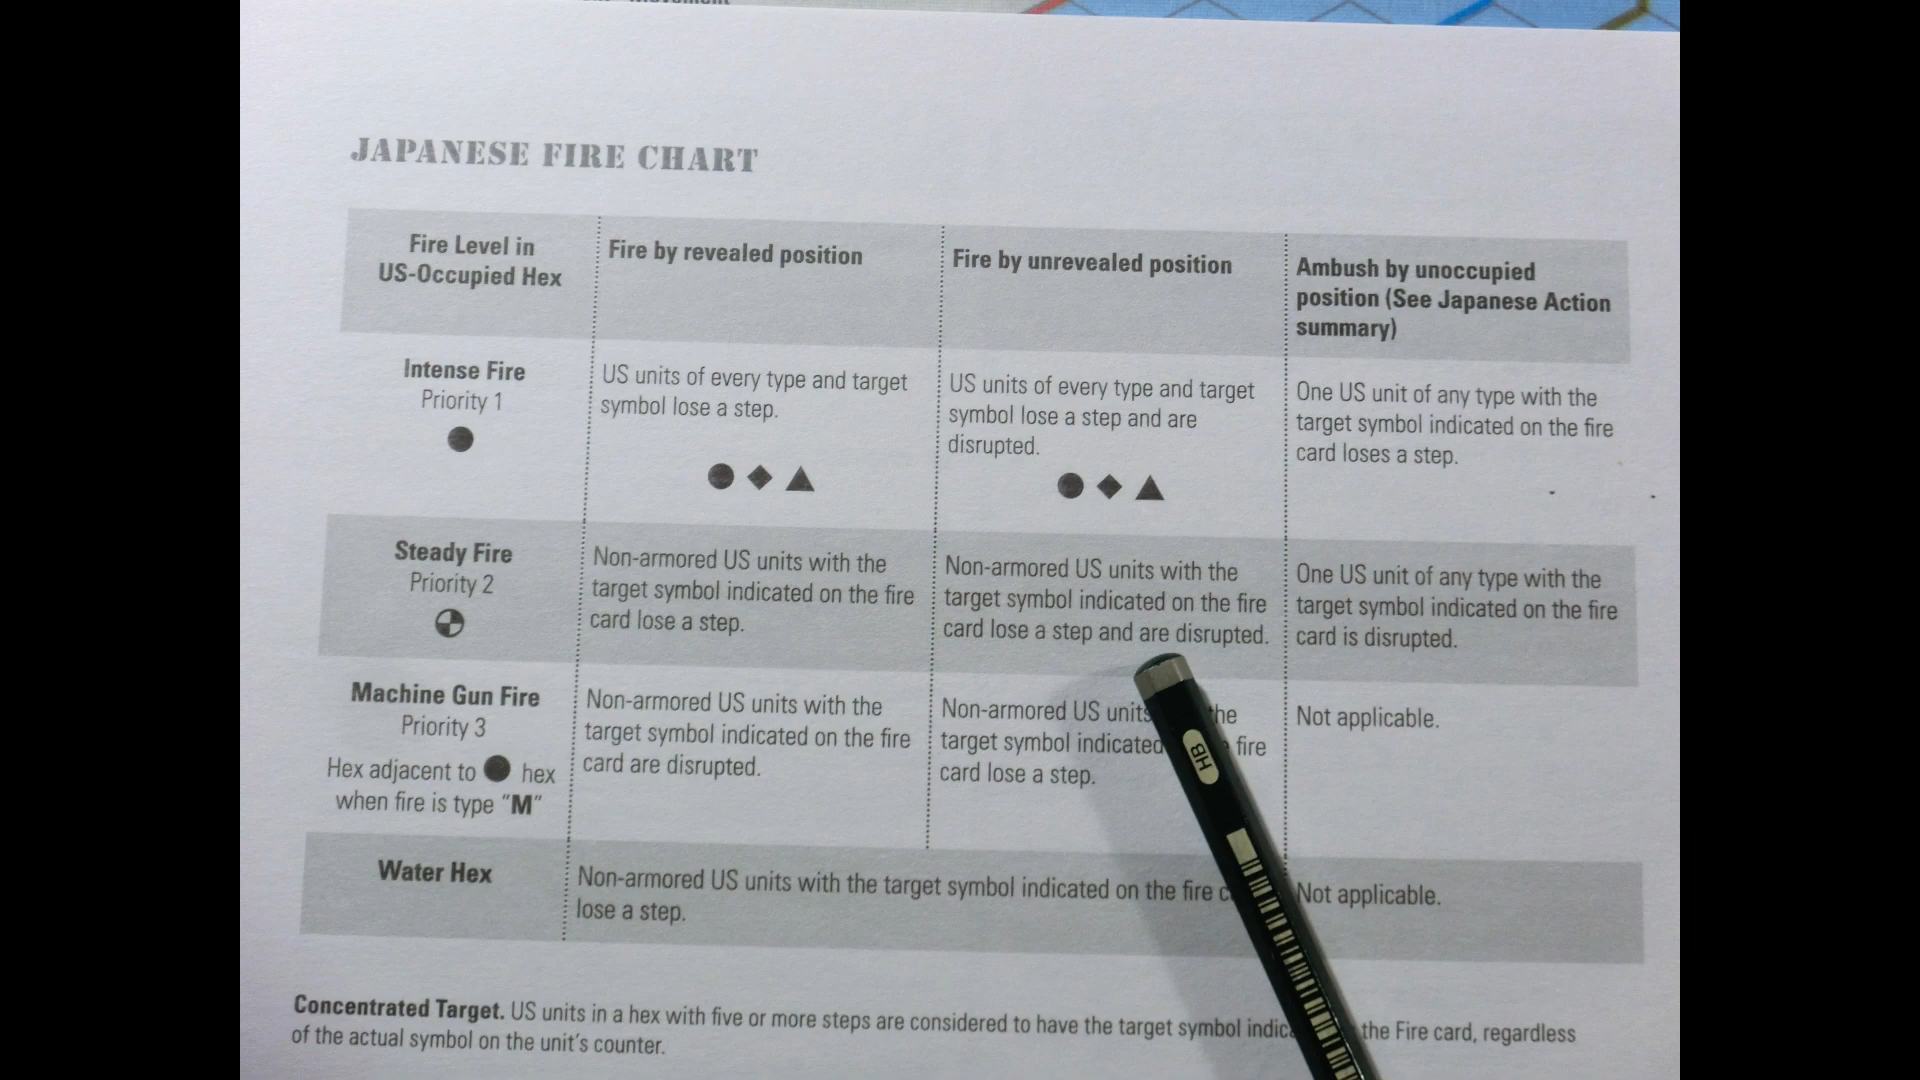 JAPANESE FIRE CHART
Fire Level in
US-Occupied Hex
Fire by revealed position
Fire by unrevealed position
Ambush by unoccupied
position (See Japanese Action
summary)
Intense Fire
Priority 1
US units of every type and target
symbol lose a step.
US units of every type and target
symbol lose a step and are
disrupted.
One US unit of any type with the
target symbol indicated on the fire
card loses a step.
Steady Fire
Priority 2
Non-armored US units with the
target symbol indicated on the fire
card lose a step.
Non-armored US units with the
target symbol indicated on the fire
card lose a step and are disrupted.
One US unit of any type with the
target symbol indicated on the fire
card is disrupted.
Machine Gun Fire
Priority 3
Hex adjacent to hex
when fire is type "M"
Non-armored US units with the
target symbol indicated on the fire
card are disrupted.
Non-armored US units the
target symbol indicated fire
card lose a step.
Not applicable.
Water Hex
Non-armored US units with the target symbol indicated on the fire
lose a step.
Not applicable.
Concentrated Target. US units in a hex with five or more steps are considered to have the target symbol the Fire card, regardless
of the actual symbol on the unit's counter.
HB